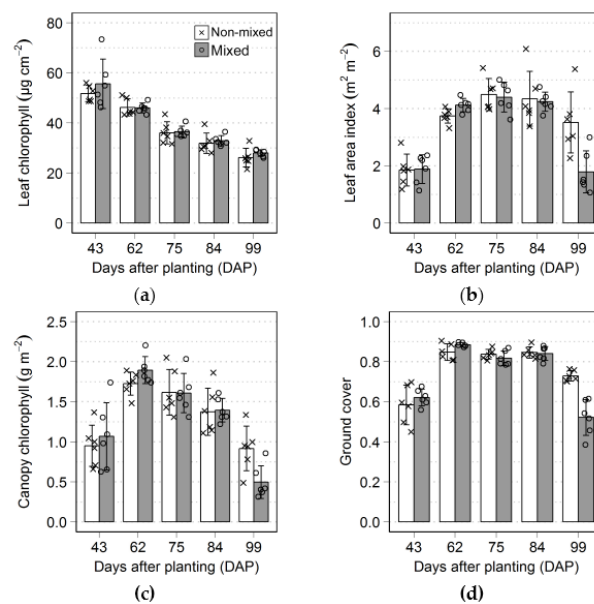 80
60
40
20
0
Leaf chlorophyll (µg cm−2)
Non-mixed
Mixed
43 62 75 84 99
Days after planting (DAP)
(a)
6
4
2
0
Leaf area index (m2 m−2)
43 62 75 84 99
Days after planting (DAP)
(b)
2.5
2.0
1.5
1.0
0.5
0.0
Canopy chlorophyll (g m−2)
43 62 75 84 99
Days after planting (DAP)
(c)
1.0
0.8
0.6
0.4
0.2
0.0
Ground cover
43 62 75 84 99
Days after planting (DAP)
(d)